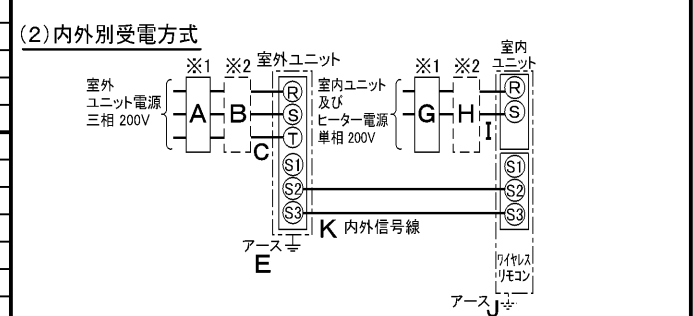 (2)内外別受電方式
※1 ※2 室外ユニット
室外
ユニット電源
三相 200V
A B
C
R
S
T
S1
S2
S3
アース
E
K 内外信号線
※1 ※2
室内ユニット
及び
ヒーター電源
単相 200V
G H
I
室内
ユニット
R
S
S1
S2
S3
ワイヤレス
リモコン
アース J